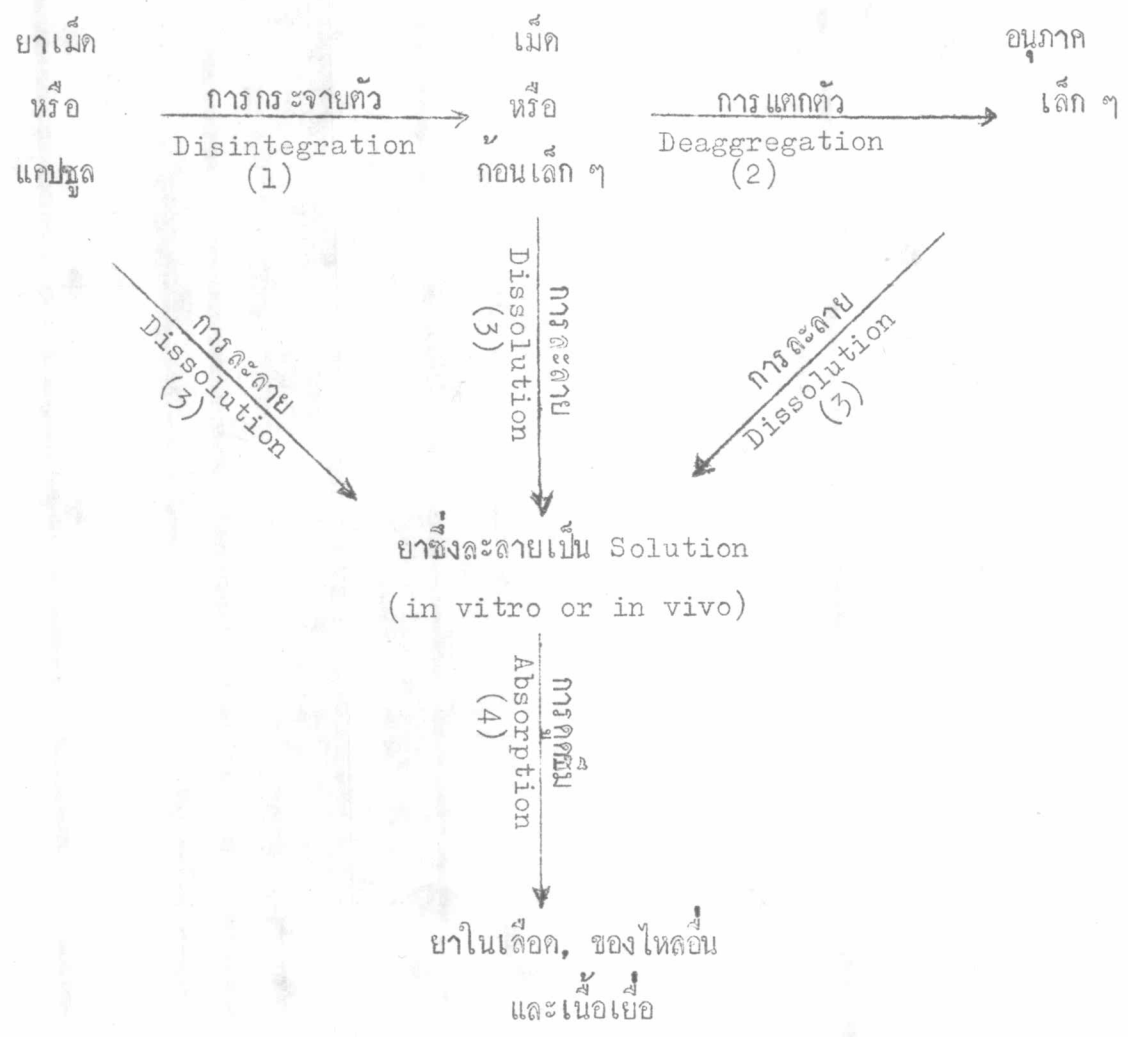 ยาเม็ด
หรือ
แคปซูล
การกระจายตัว
Disintegration
(1)
เม็ด
หรือ
ก้อนเล็ก ๆ
การแตกตัว
Deaggregation
(2)
อนุภาค
เล็ก ๆ
การละลาย
Dissolution
(3)
การละลาย
Dissolution
(3)
การละลาย
Dissolution
(3)
ยาซึ่งละลายเป็น Solution
(in vitro or in vivo)
การดูดซึม
Absorption
(4)
ยาในเลือด, ของไหลอื่น
และเนื้อเยื่อ